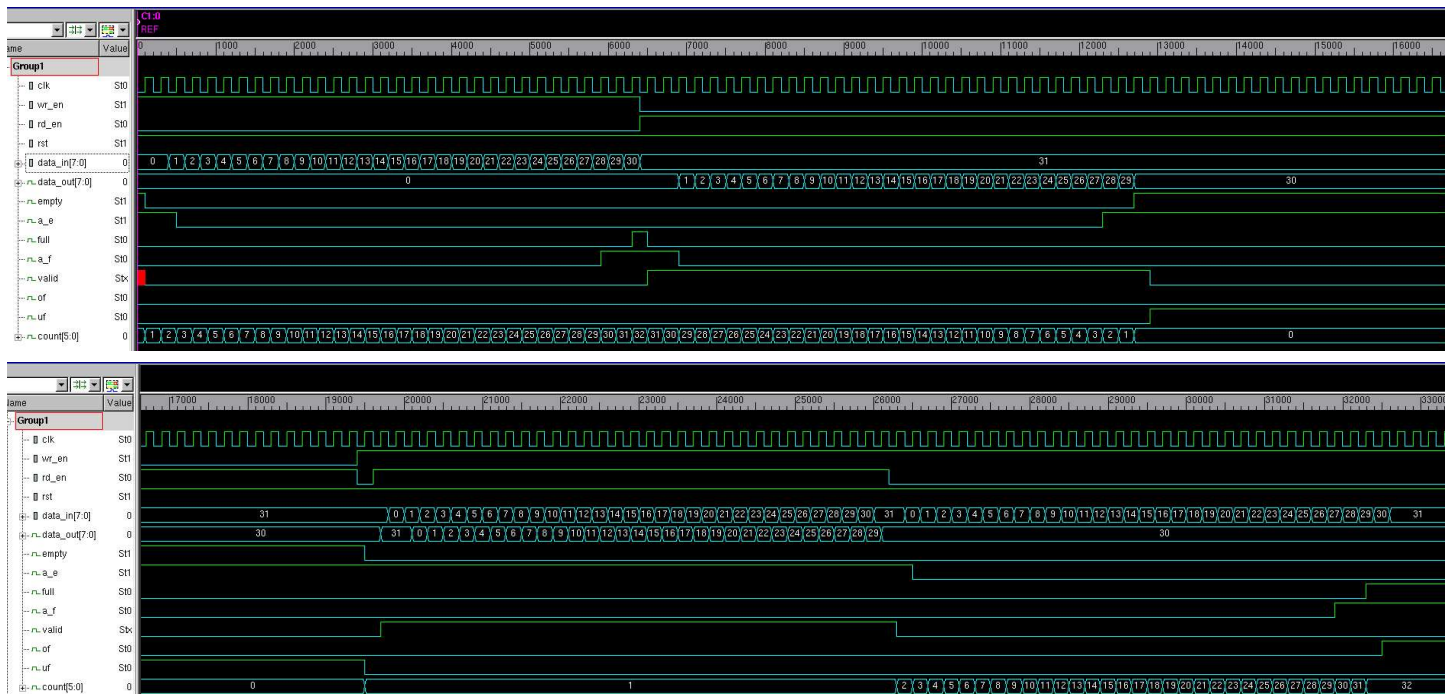 C1:0
REF
ame Value 0 1000 2000 3000 4000 5000 6000 7000 8000 9000 10000 11000 12000 13000 14000 15000 16000
Group1
clk St0
wr_en St1
rd_en St0
rst St1
data_in[7:0] 0 0 1 2 3 4 5 6 7 8 9 10 11 12 13 14 15 16 17 18 19 20 21 22 23 24 25 26 27 28 29 30 31
data_out[7:0] 0 0 1 2 3 4 5 6 7 8 9 10 11 12 13 14 15 16 17 18 19 20 21 22 23 24 25 26 27 28 29 30
empty St1
a_e St1
full St0
a_f St0
valid Stx
of St0
uf St0
count[5:0] 0 1 2 3 4 5 6 7 8 9 10 11 12 13 14 15 16 17 18 19 20 21 22 23 24 25 26 27 28 29 30 31 32 31 30 29 28 27 26 25 24 23 22 21 20 19 18 17 16 15 14 13 12 11 10 9 8 7 6 5 4 3 2 1 0
lame Value 17000 18000 19000 20000 21000 22000 23000 24000 25000 26000 27000 28000 29000 30000 31000 32000 33000
Group1
clk St0
wr_en St1
rd_en St0
rst St1
data_in[7:0] 0 31 0 1 2 3 4 5 6 7 8 9 10 11 12 13 14 15 16 17 18 19 20 21 22 23 24 25 26 27 28 29 30 31 0 1 2 3 4 5 6 7 8 9 10 11 12 13 14 15 16 17 18 19 20 21 22 23 24 25 26 27 28 29 30 31
data_out[7:0] 0 30 31 0 1 2 3 4 5 6 7 8 9 10 11 12 13 14 15 16 17 18 19 20 21 22 23 24 25 26 27 28 29 30
empty St1
a_e St1
full St0
a_f St0
valid Stx
of St0
uf St0
count[5:0] 0 0 1 2 3 4 5 6 7 8 9 10 11 12 13 14 15 16 17 18 19 20 21 22 23 24 25 26 27 28 29 30 31 32